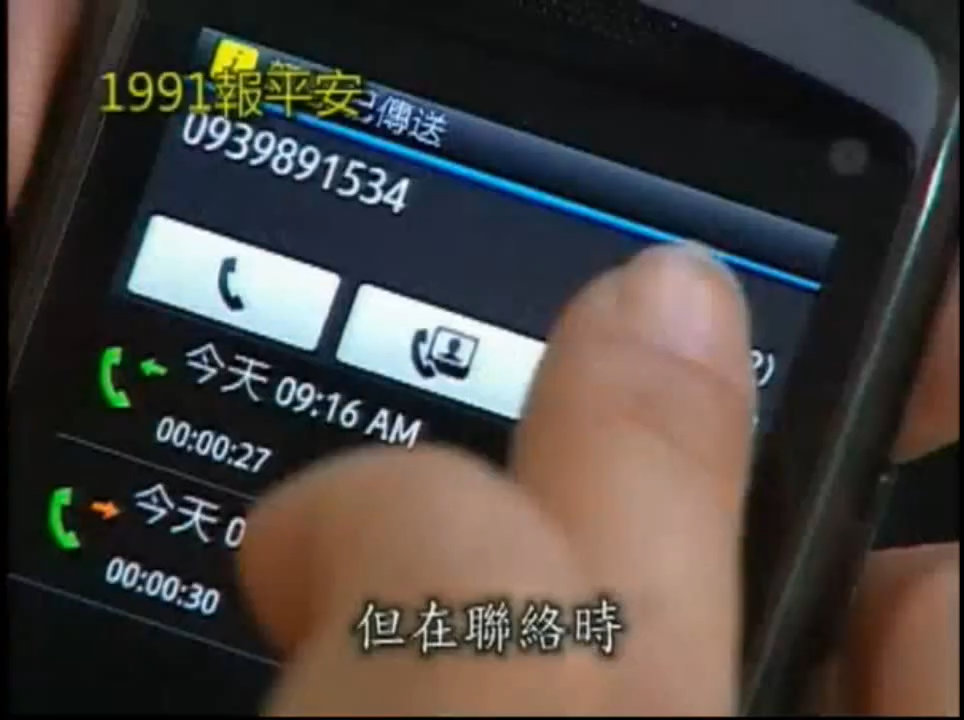 1991報平安
已傳送
0939891534
今天 09:16 AM
00:00:27
今天 0
00:00:30
但在聯絡時